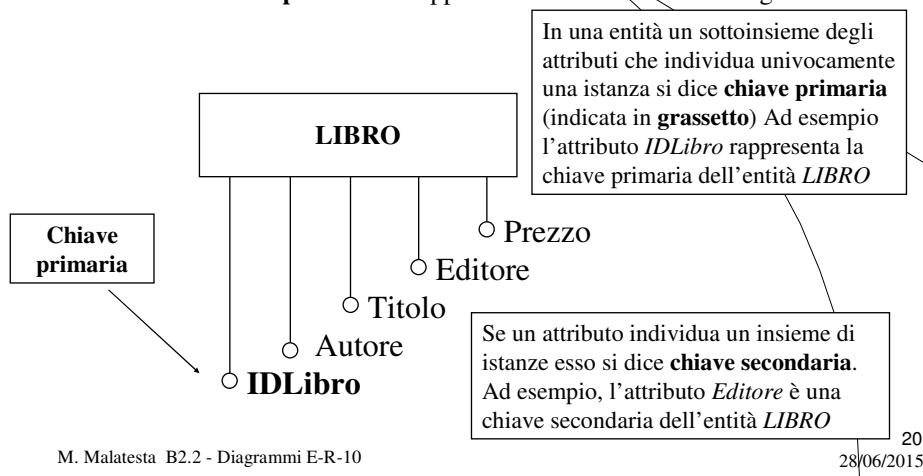 In una entità un sottoinsieme degli
attributi che individua univocamente
una istanza si dice chiave primaria
(indicata in grassetto) Ad esempio
l'attributo IDLibro rappresenta la
chiave primaria dell'entità LIBRO
LIBRO
Chiave
primaria
Prezzo
Editore
Titolo
Autore
IDLibro
Se un attributo individua un insieme di
istanze esso si dice chiave secondaria.
Ad esempio, l'attributo Editore è una
chiave secondaria dell'entità LIBRO
M. Malatesta B2.2 - Diagrammi E-R-10
20
28/06/2015